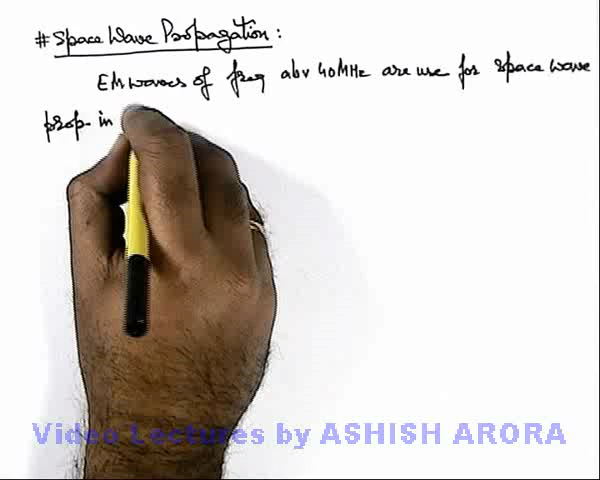 # Space Wave Propagation :
EM waves of freq abv 40MHz are use for space wave
prop. in
Video Lectures by ASHISH ARORA